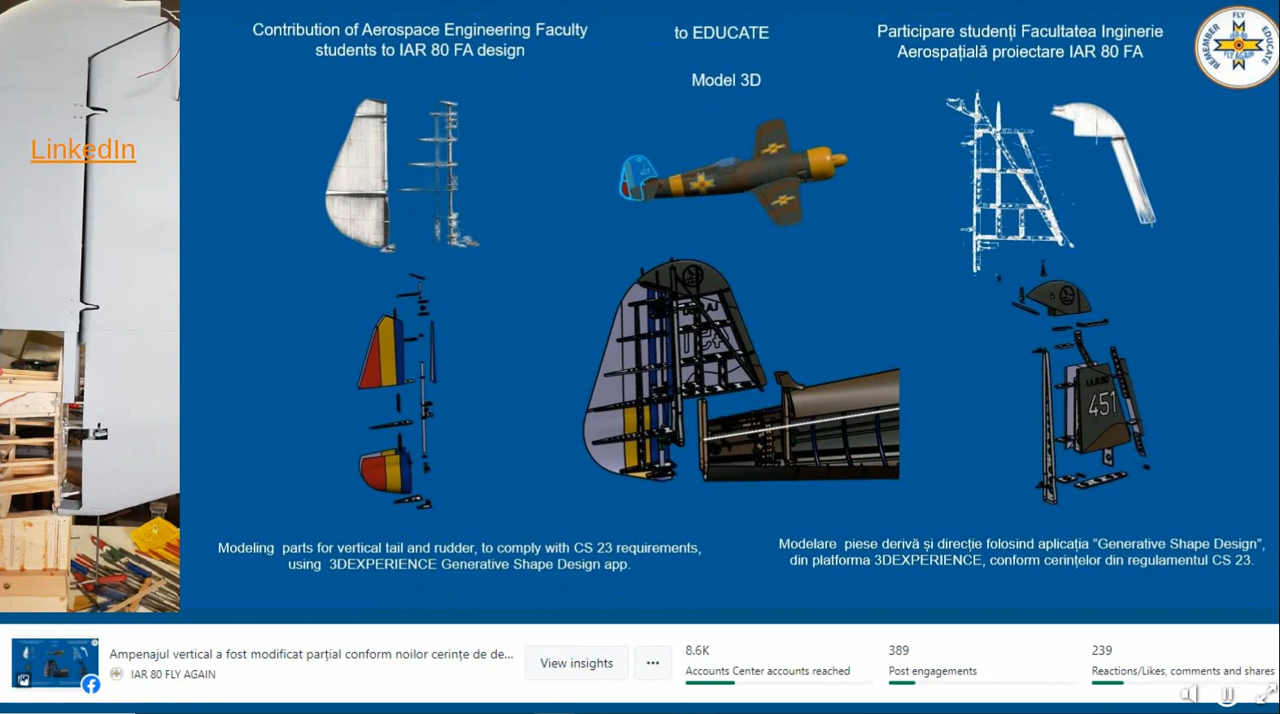 LinkedIn
Contribution of Aerospace Engineering Faculty
students to IAR 80 FA design
to EDUCATE
Model 3D
Participare studenți Facultatea Inginerie
Aerospațială proiectare IAR 80 FA
FLY
REMEMBER
EDUCATE
IAR-80
FLY AGAIN
IAR 80
451
Modeling parts for vertical tail and rudder, to comply with CS 23 requirements,
using 3DEXPERIENCE Generative Shape Design app.
Modelare piese derivă și direcție folosind aplicația "Generative Shape Design",
din platforma 3DEXPERIENCE, conform cerințelor din regulamentul CS 23.
Ampenajul vertical a fost modificat parțial conform noilor cerințe de de...
IAR 80 FLY AGAIN
View insights
...
8.6K
Accounts Center accounts reached
389
Post engagements
239
Reactions/Likes, comments and shares